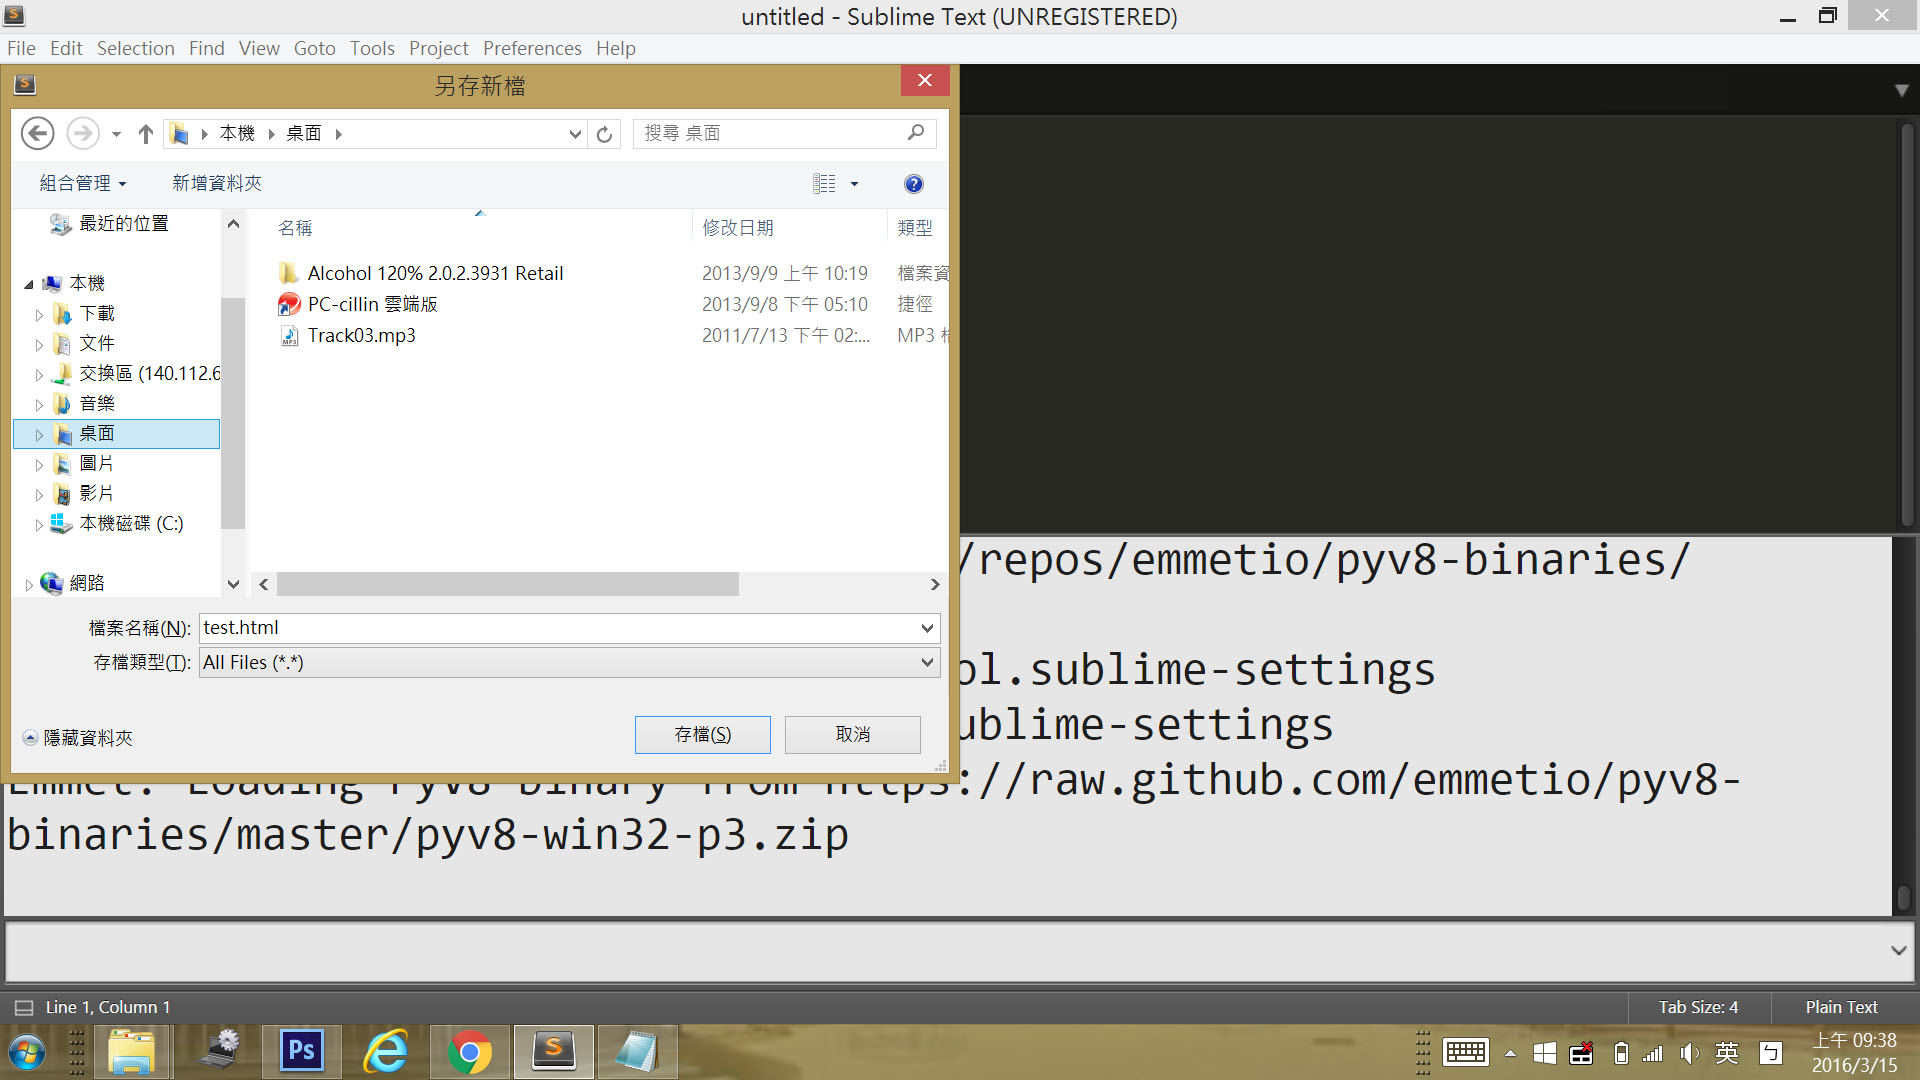 untitled - Sublime Text (UNREGISTERED)
File Edit Selection Find View Goto Tools Project Preferences Help
另存新檔
本機 桌面
搜尋 桌面
組合管理 新增資料夾
最近的位置
本機
下載
文件
交換區 (140.112.6
音樂
桌面
圖片
影片
本機磁碟 (C:)
網路
名稱 修改日期 類型
Alcohol 120% 2.0.2.3931 Retail 2013/9/9 上午 10:19 檔案資
PC-cillin 雲端版 2013/9/8 下午 05:10 捷徑
Track03.mp3 2011/7/13 下午 02:... MP3
檔案名稱(N): test.html
存檔類型(T): All Files (*.*)
隱藏資料夾
存檔(S) 取消
/repos/emmetio/pyv8-binaries/
ol.sublime-settings
ublime-settings
Emmet: Loading PyV8 binary from https://raw.github.com/emmetio/pyv8-
binaries/master/pyv8-win32-p3.zip
Line 1, Column 1
Tab Size: 4
Plain Text
Ps
英
ㄅ
上午 09:38
2016/3/15